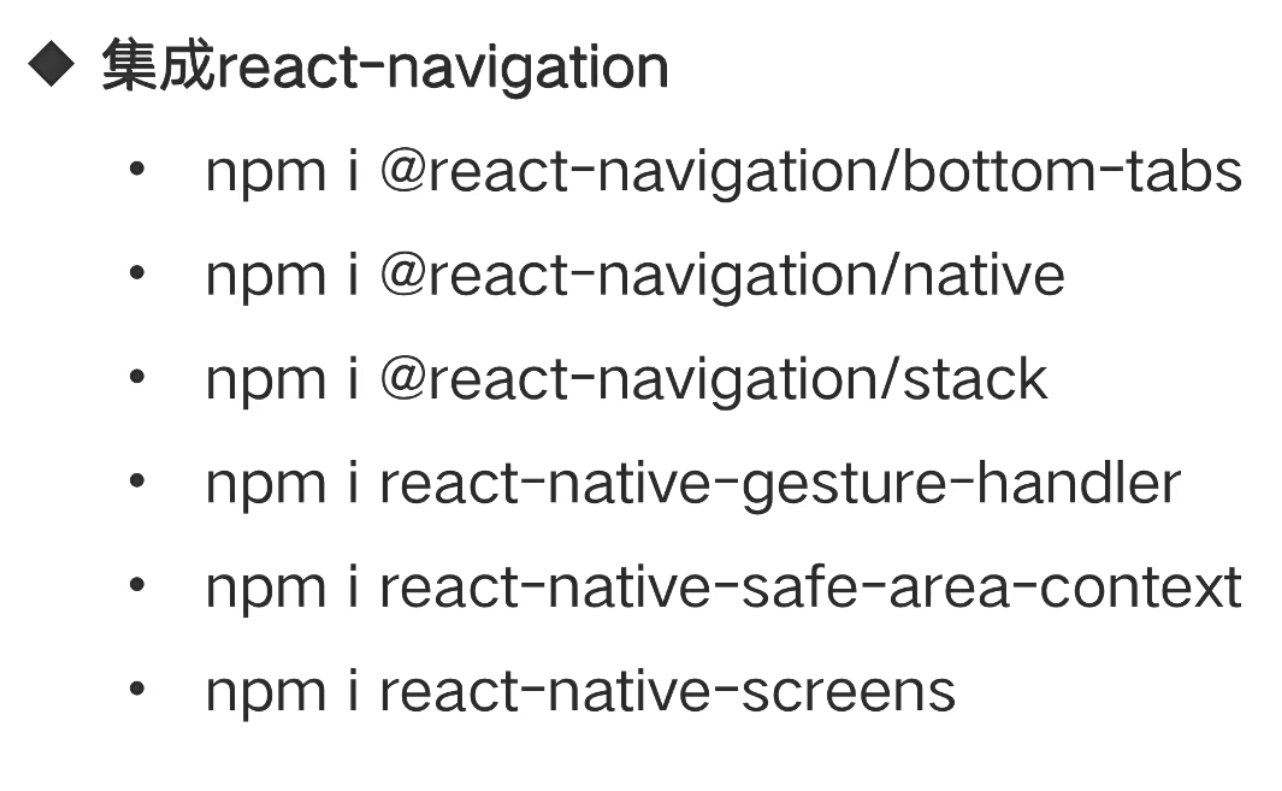 ◆ 集成react-navigation
• npm i @react-navigation/bottom-tabs
• npm i @react-navigation/native
• npm i @react-navigation/stack
• npm i react-native-gesture-handler
• npm i react-native-safe-area-context
• npm i react-native-screens